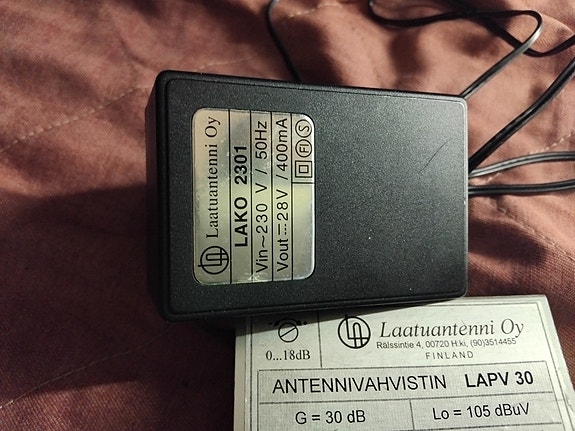 Laatuantenni Oy
LAKO 2301
Vin~230 V / 50Hz
Vout⎓28V /400mA
FI S
0...18dB
Laatuantenni Oy
Rälssintie 4, 00720 H:ki, (90)3514455
FINLAND
ANTENNIVAHVISTIN LAPV 30
G = 30 dB
Lo = 105 dBuV